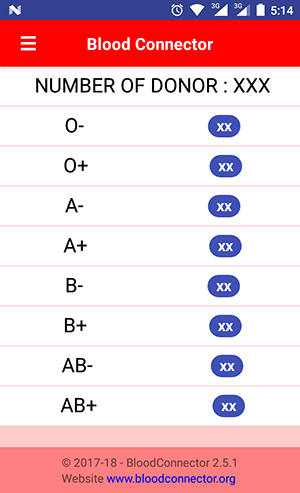 3G 3G 5:14
Blood Connector
NUMBER OF DONOR : XXX
O- xx
O+ xx
A- xx
A+ xx
B- xx
B+ xx
AB- xx
AB+ xx
© 2017-18 - BloodConnector 2.5.1
Website www.bloodconnector.org